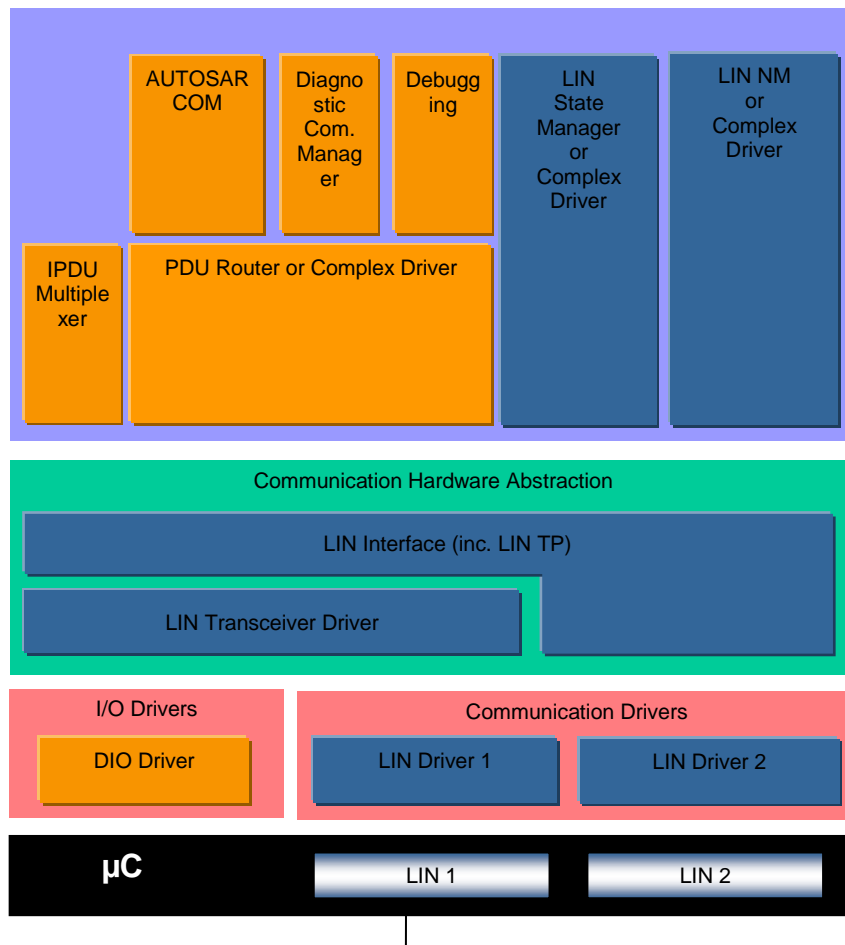 AUTOSAR
COM
Diagno
stic
Com.
Manag
er
Debugg
ing
LIN
State
Manager
or
Complex
Driver
LIN NM
or
Complex
Driver
IPDU
Multiple
xer
PDU Router or Complex Driver
Communication Hardware Abstraction
LIN Interface (inc. LIN TP)
LIN Transceiver Driver
I/O Drivers
Communication Drivers
DIO Driver
LIN Driver 1
LIN Driver 2
µC
LIN 1
LIN 2